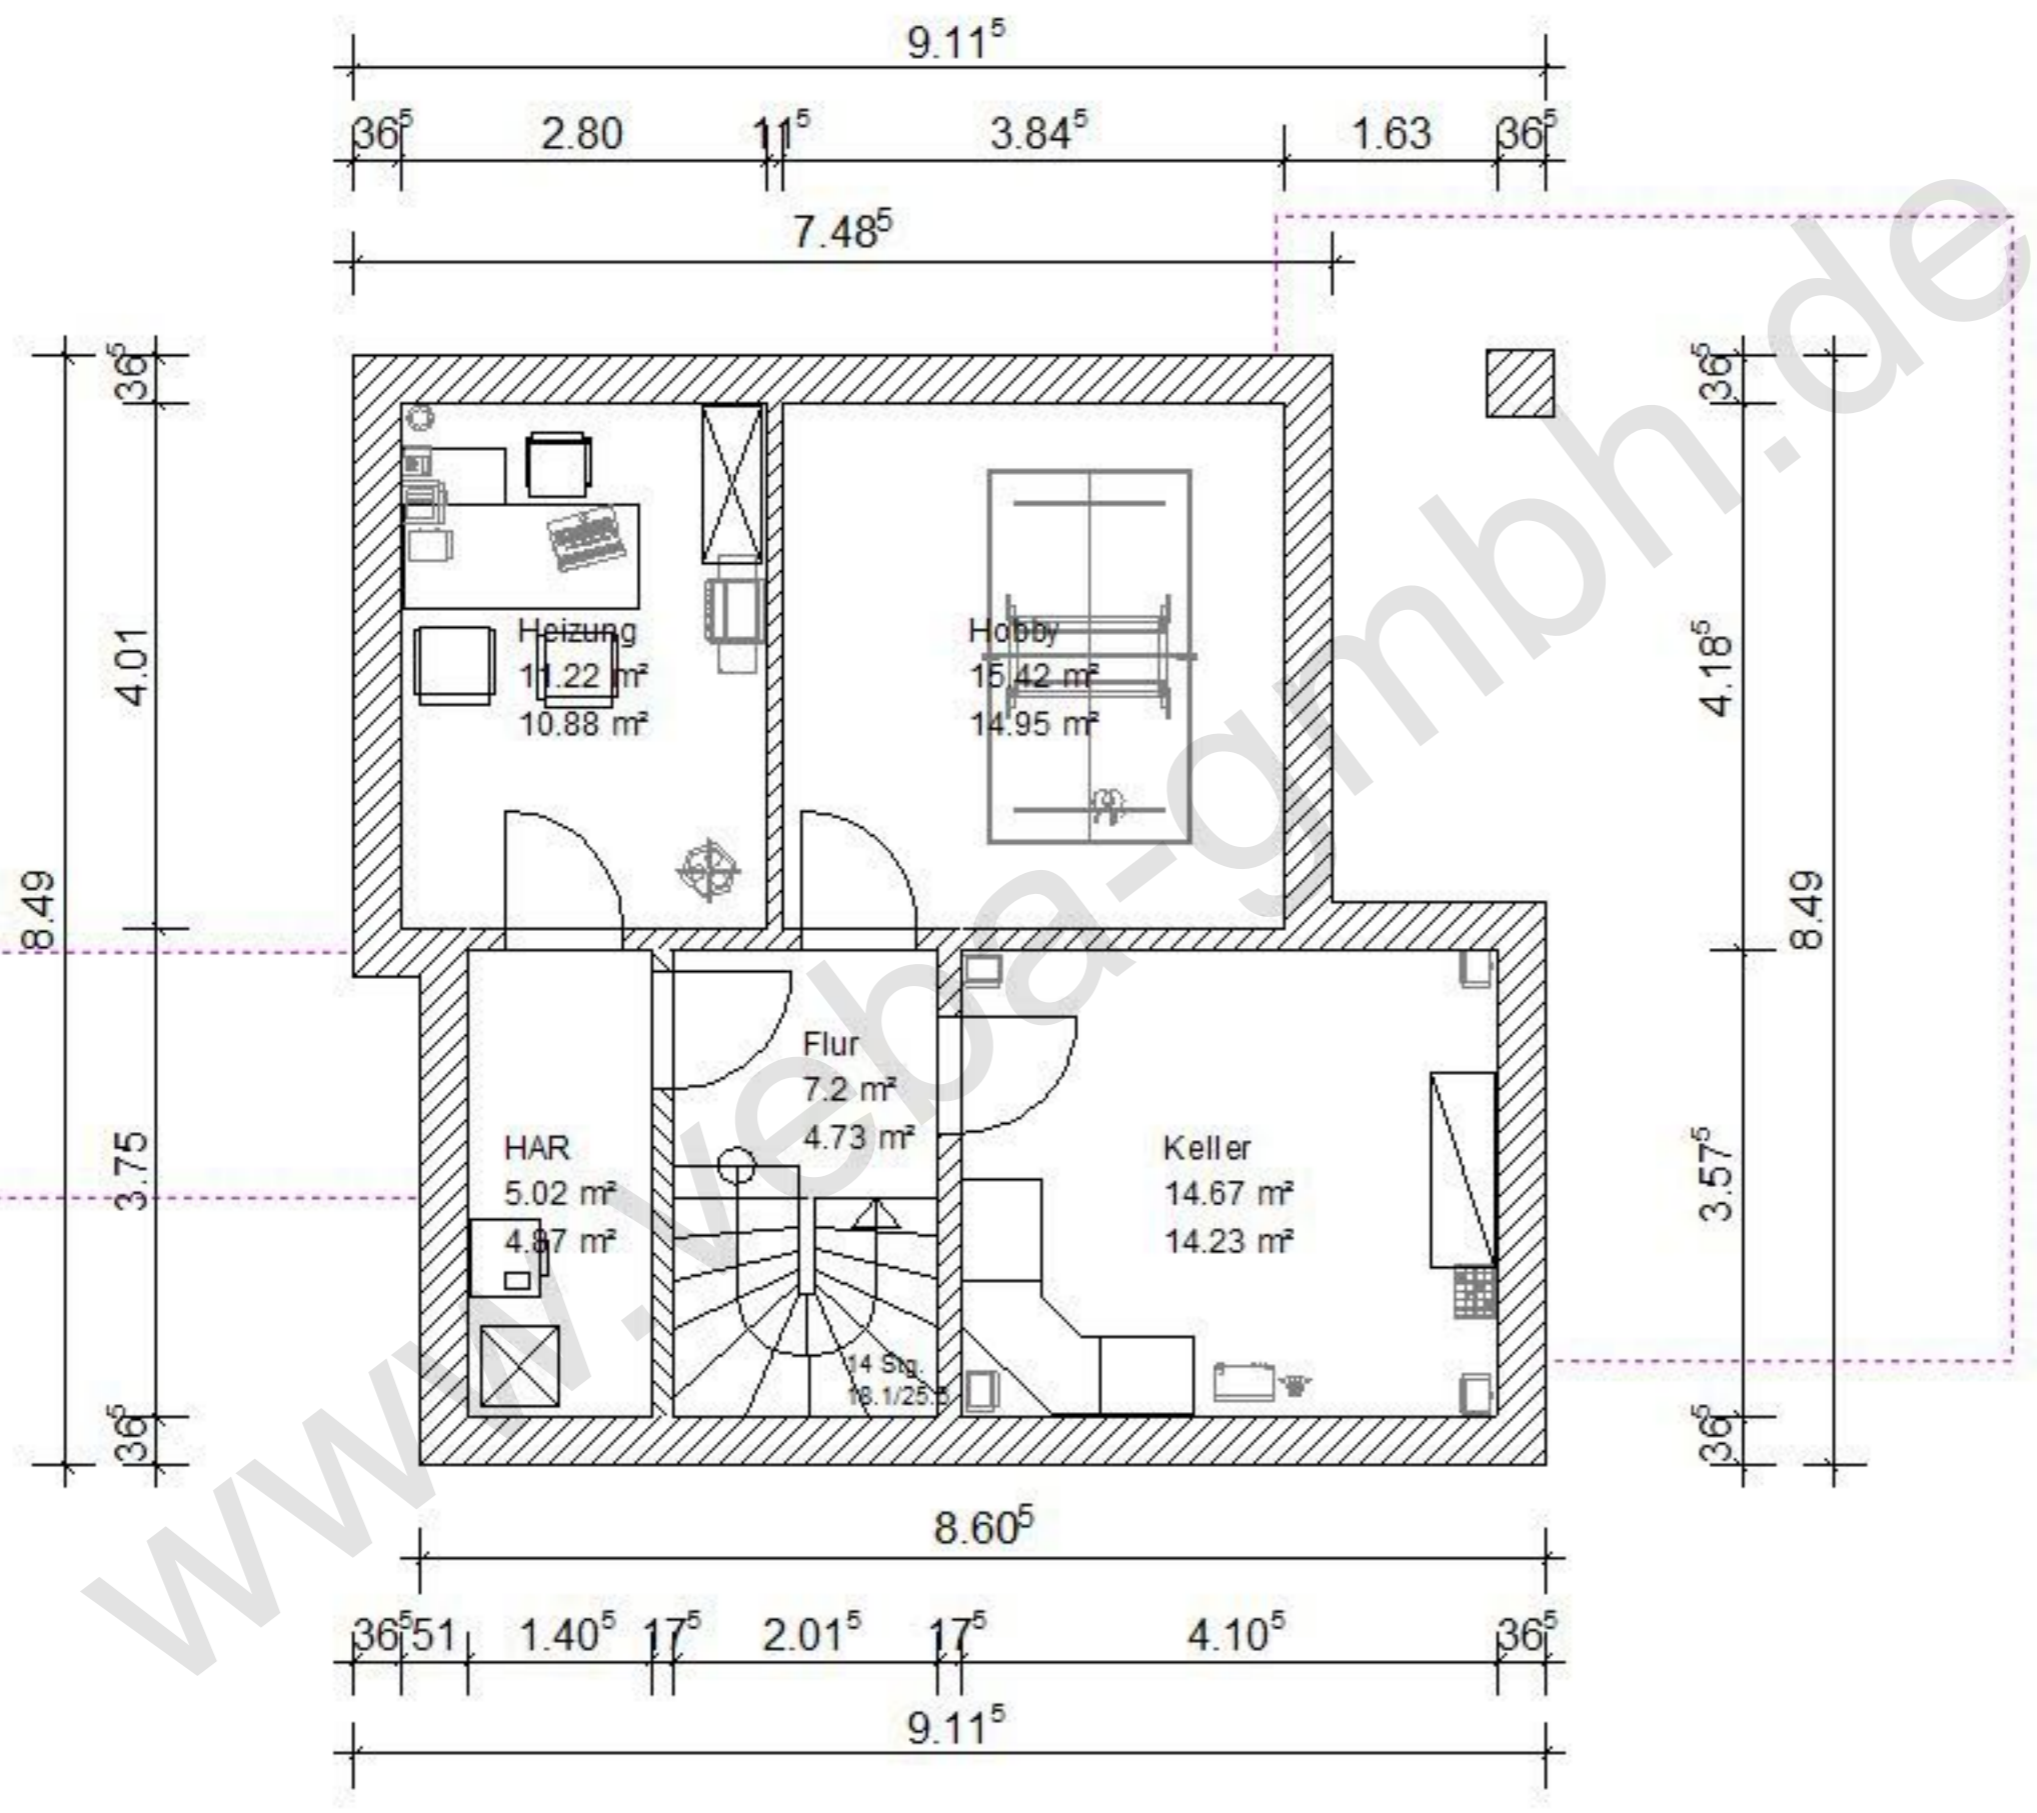 9.11⁵
36⁵ 2.80 11⁵ 3.84⁵ 1.63 36⁵
7.48⁵
36⁵
4.01
8.49
3.75
36⁵
Heizung
11.22 m²
10.88 m²
Hobby
15.42 m²
14.95 m²
36⁵
4.18⁵
8.49
3.57⁵
36⁵
Flur
7.2 m²
4.73 m²
HAR
5.02 m²
4.87 m²
Keller
14.67 m²
14.23 m²
14 Stg.
18.1/25.5
8.60⁵
36⁵ 51 1.40⁵ 17⁵ 2.01⁵ 17⁵ 4.10⁵ 36⁵
9.11⁵
www.veba-gmbh.de